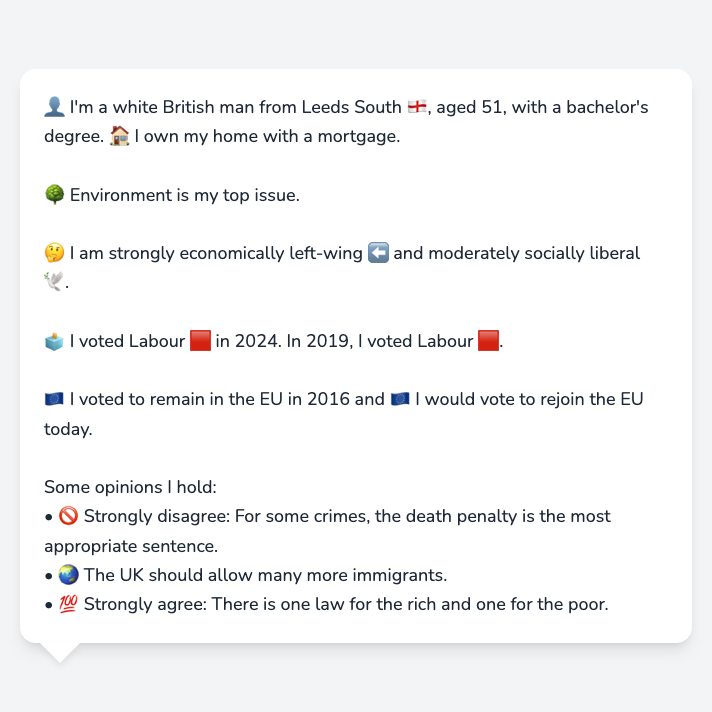 👤 I'm a white British man from Leeds South 🏴󠁧󠁢󠁥󠁮󠁧󠁿, aged 51, with a bachelor's
degree. 🏠 I own my home with a mortgage.
🌳 Environment is my top issue.
🤔 I am strongly economically left-wing ⬅️ and moderately socially liberal
🕊️.
🗳️ I voted Labour 🟥 in 2024. In 2019, I voted Labour 🟥.
🇪🇺 I voted to remain in the EU in 2016 and 🇪🇺 I would vote to rejoin the EU
today.
Some opinions I hold:
• 🚫 Strongly disagree: For some crimes, the death penalty is the most
appropriate sentence.
• 🌏 The UK should allow many more immigrants.
• 💯 Strongly agree: There is one law for the rich and one for the poor.